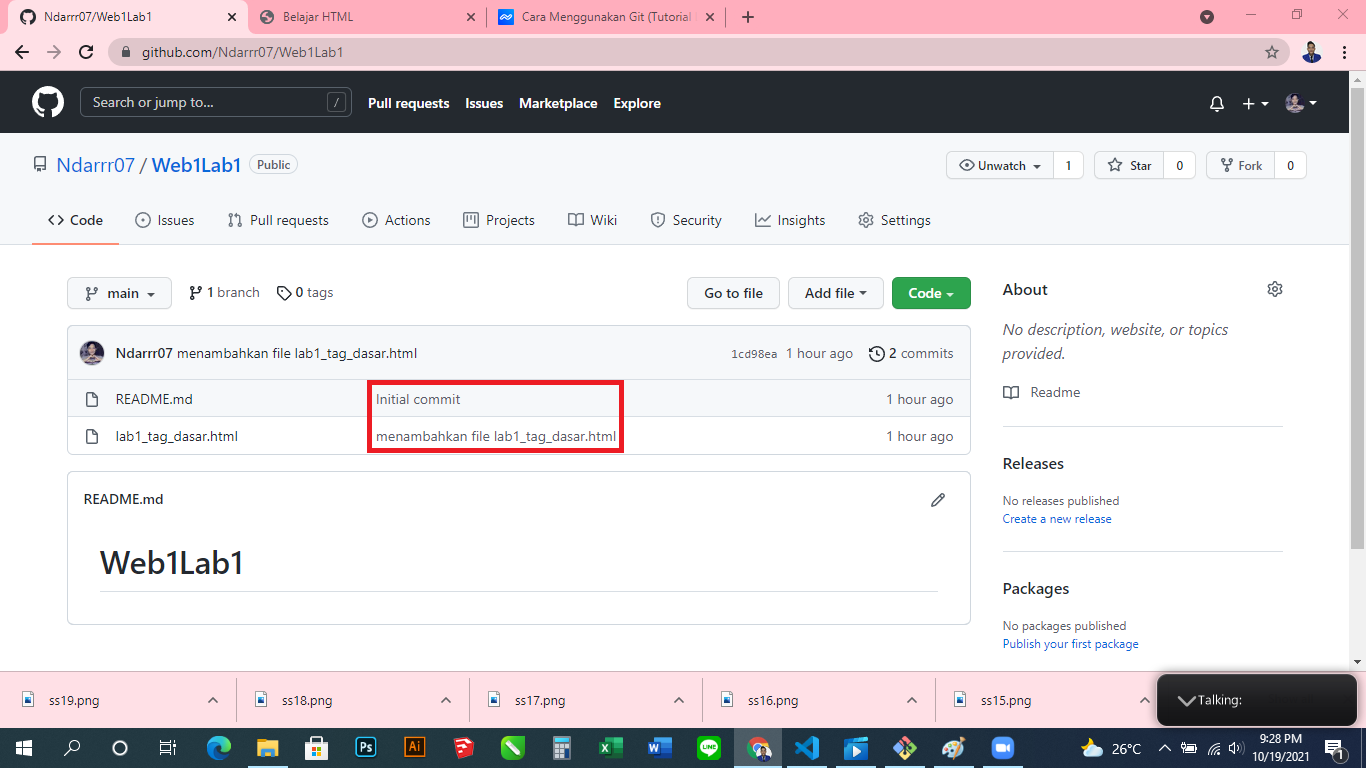 Ndarrr07/Web1Lab1
Belajar HTML
Cara Menggunakan Git (Tutorial
github.com/Ndarrr07/Web1Lab1
Search or jump to... /
Pull requests Issues Marketplace Explore
Ndarrr07 / Web1Lab1 Public
Unwatch 1 Star 0 Fork 0
Code Issues Pull requests Actions Projects Wiki Security Insights Settings
main 1 branch 0 tags Go to file Add file Code
Ndarrr07 menambahkan file lab1_tag_dasar.html 1cd98ea 1 hour ago 2 commits
README.md Initial commit 1 hour ago
lab1_tag_dasar.html menambahkan file lab1_tag_dasar.html 1 hour ago
README.md
Web1Lab1
About
No description, website, or topics
provided.
Readme
Releases
No releases published
Create a new release
Packages
No packages published
Publish your first package
ss19.png ss18.png ss17.png ss16.png ss15.png
Talking:
Ps Ai
26°C
9:28 PM
10/19/2021
1